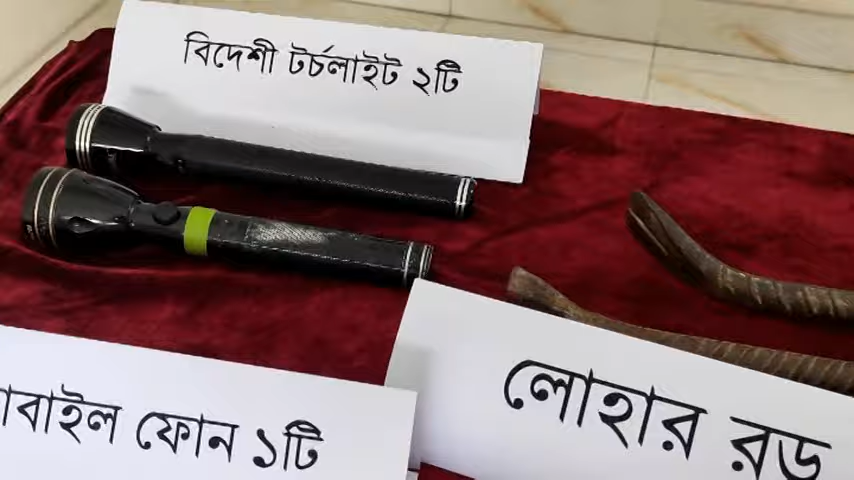 বিদেশী টর্চলাইট ২টি
লোহার রড
াবাইল ফোন ১টি